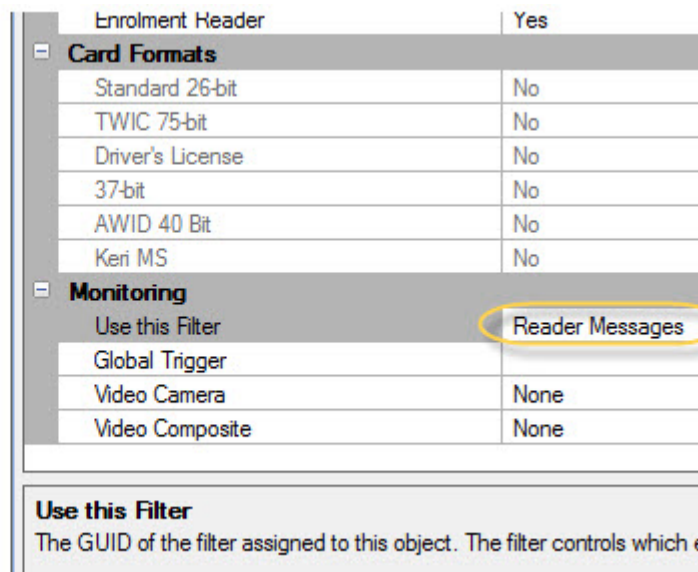 Enrolment Reader Yes
Card Formats
Standard 26-bit No
TWIC 75-bit No
Driver's License No
37-bit No
AWID 40 Bit No
Keri MS No
Monitoring
Use this Filter Reader Messages
Global Trigger
Video Camera None
Video Composite None
Use this Filter
The GUID of the filter assigned to this object. The filter controls which